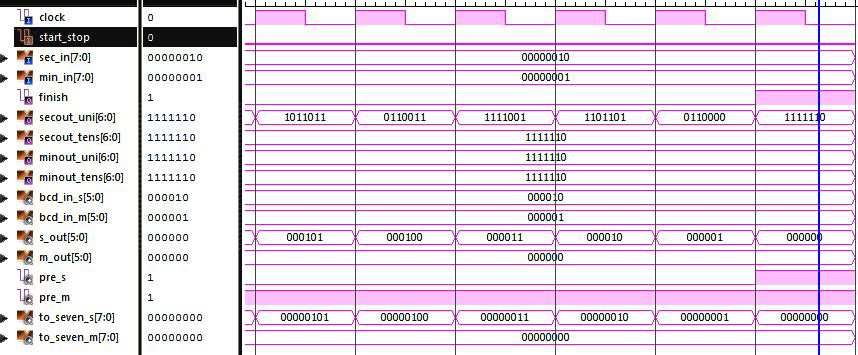 clock 0
start_stop 0
sec_in[7:0] 00000010 00000010
min_in[7:0] 00000001 00000001
finish 1
secout_uni[6:0] 1111110 1011011 0110011 1111001 1101101 0110000 1111110
secout_tens[6:0] 1111110 1111110
minout_uni[6:0] 1111110 1111110
minout_tens[6:0] 1111110 1111110
bcd_in_s[5:0] 000010 000010
bcd_in_m[5:0] 000001 000001
s_out[5:0] 000000 000101 000100 000011 000010 000001 000000
m_out[5:0] 000000 000000
pre_s 1
pre_m 1
to_seven_s[7:0] 00000000 00000101 00000100 00000011 00000010 00000001 00000000
to_seven_m[7:0] 00000000 00000000